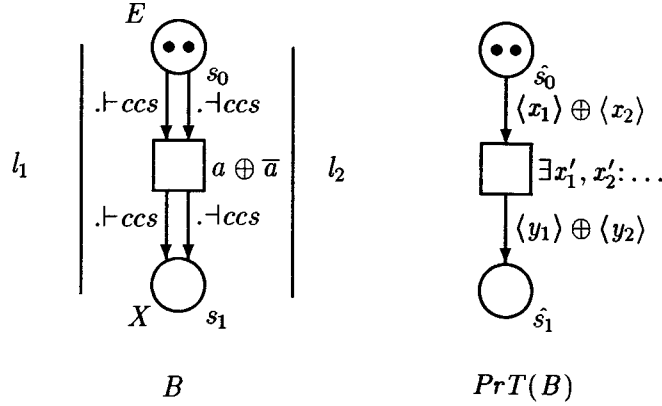 E
s₀ ŝ₀
.⊢ccs .⊣ccs ⟨x₁⟩ ⊕ ⟨x₂⟩
l₁ a ⊕ a̅ l₂ ∃x′₁, x′₂: ...
.⊢ccs .⊣ccs ⟨y₁⟩ ⊕ ⟨y₂⟩
X s₁ ŝ₁
B PrT(B)